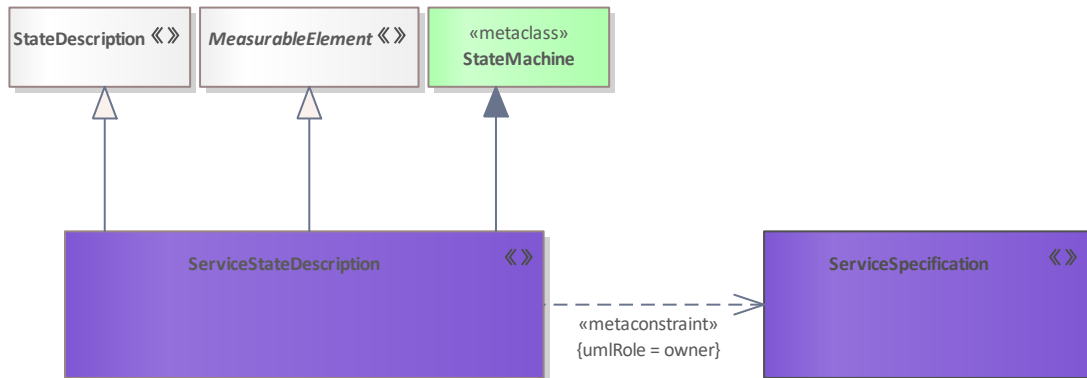 StateDescription «»
MeasurableElement «»
«metaclass»
StateMachine
ServiceStateDescription «»
ServiceSpecification «»
«metaconstraint»
{umlRole = owner}